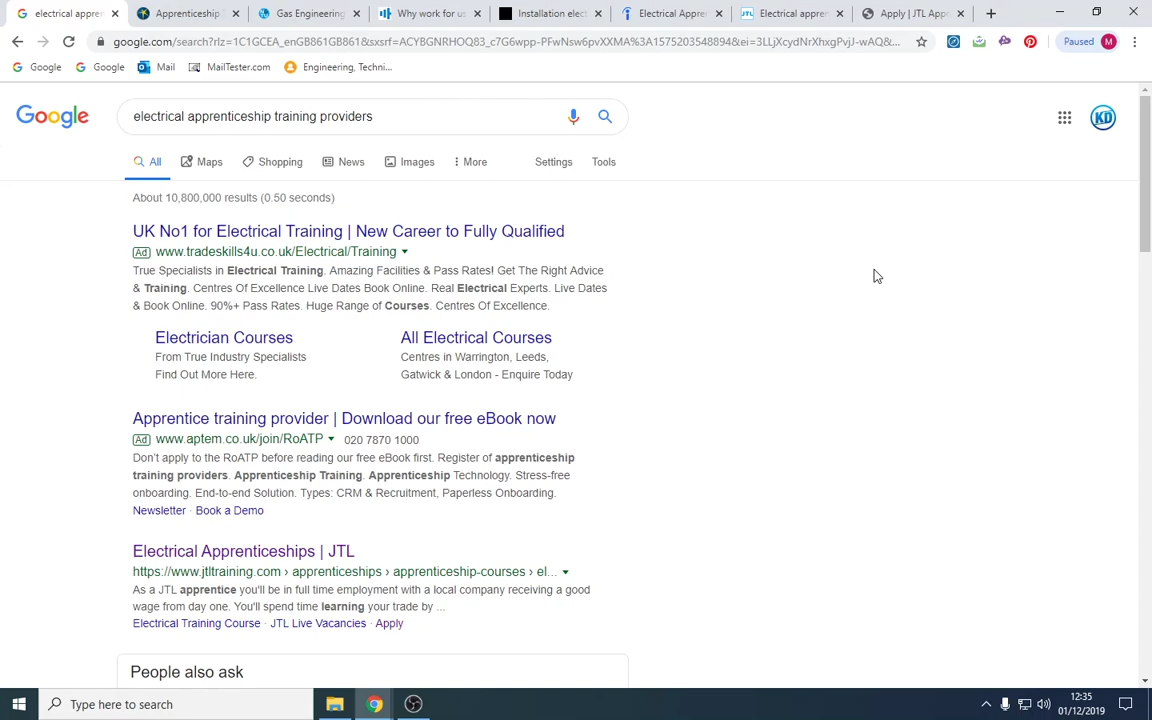 electrical appren
Apprenticeship T
Gas Engineering
Why work for us
Installation elect
Electrical Appren
JTL
Electrical appren
Apply | JTL Appr
google.com/search?rlz=1C1GCEA_enGB861GB861&sxsrf=ACYBGNRHOQ83_c7G6wpp-PFwNsw6pvXXMA%3A1575203548894&ei=3LLjXcydNrXhxgPvjJ-wAQ&...
Paused M
Google
Google
Mail
MailTester.com
Engineering, Techni...
Google
electrical apprenticeship training providers
KD
All Maps Shopping News Images More Settings Tools
About 10,800,000 results (0.50 seconds)
UK No1 for Electrical Training | New Career to Fully Qualified
Ad www.tradeskills4u.co.uk/Electrical/Training
True Specialists in Electrical Training. Amazing Facilities & Pass Rates! Get The Right Advice
& Training. Centres Of Excellence Live Dates Book Online. Real Electrical Experts. Live Dates
& Book Online. 90%+ Pass Rates. Huge Range of Courses. Centres Of Excellence.
Electrician Courses
From True Industry Specialists
Find Out More Here.
All Electrical Courses
Centres in Warrington, Leeds,
Gatwick & London - Enquire Today
Apprentice training provider | Download our free eBook now
Ad www.aptem.co.uk/join/RoATP 020 7870 1000
Don't apply to the RoATP before reading our free eBook first. Register of apprenticeship
training providers. Apprenticeship Training. Apprenticeship Technology. Stress-free
onboarding. End-to-end Solution. Types: CRM & Recruitment, Paperless Onboarding.
Newsletter · Book a Demo
Electrical Apprenticeships | JTL
https://www.jtltraining.com › apprenticeships › apprenticeship-courses › el...
As a JTL apprentice you'll be in full time employment with a local company receiving a good
wage from day one. You'll spend time learning your trade by ...
Electrical Training Course · JTL Live Vacancies · Apply
People also ask
Type here to search
12:35
01/12/2019